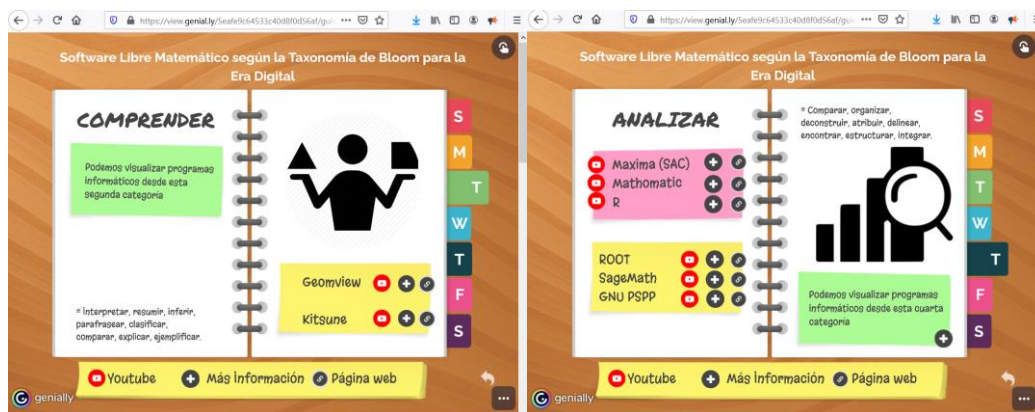 https://view.genial.ly/5eafe9c64533c40d8f0d56af/gui
Software Libre Matemático según la Taxonomía de Bloom para la
Era Digital
COMPRENDER
Podemos visualizar programas
informáticos desde esta
segunda categoría
* Interpretar, resumir, inferir,
parafrasear, clasificar,
comparar, explicar, ejemplificar.
Geomview
Kitsune
S
M
T
W
T
F
S
Youtube
Más Información
Página web
genially
https://view.genial.ly/5eafe9c64533c40d8f0d56af/gui
Software Libre Matemático según la Taxonomía de Bloom para la
Era Digital
ANALIZAR
Maxima (SAC)
Mathomatic
R
ROOT
SageMath
GNU PSPP
* Comparar, organizar,
deconstruir, atribuir, delinear,
encontrar, estructurar, integrar.
Podemos visualizar programas
informáticos desde esta cuarta
categoría
S
M
T
W
T
F
S
Youtube
Más Información
Página web
genially